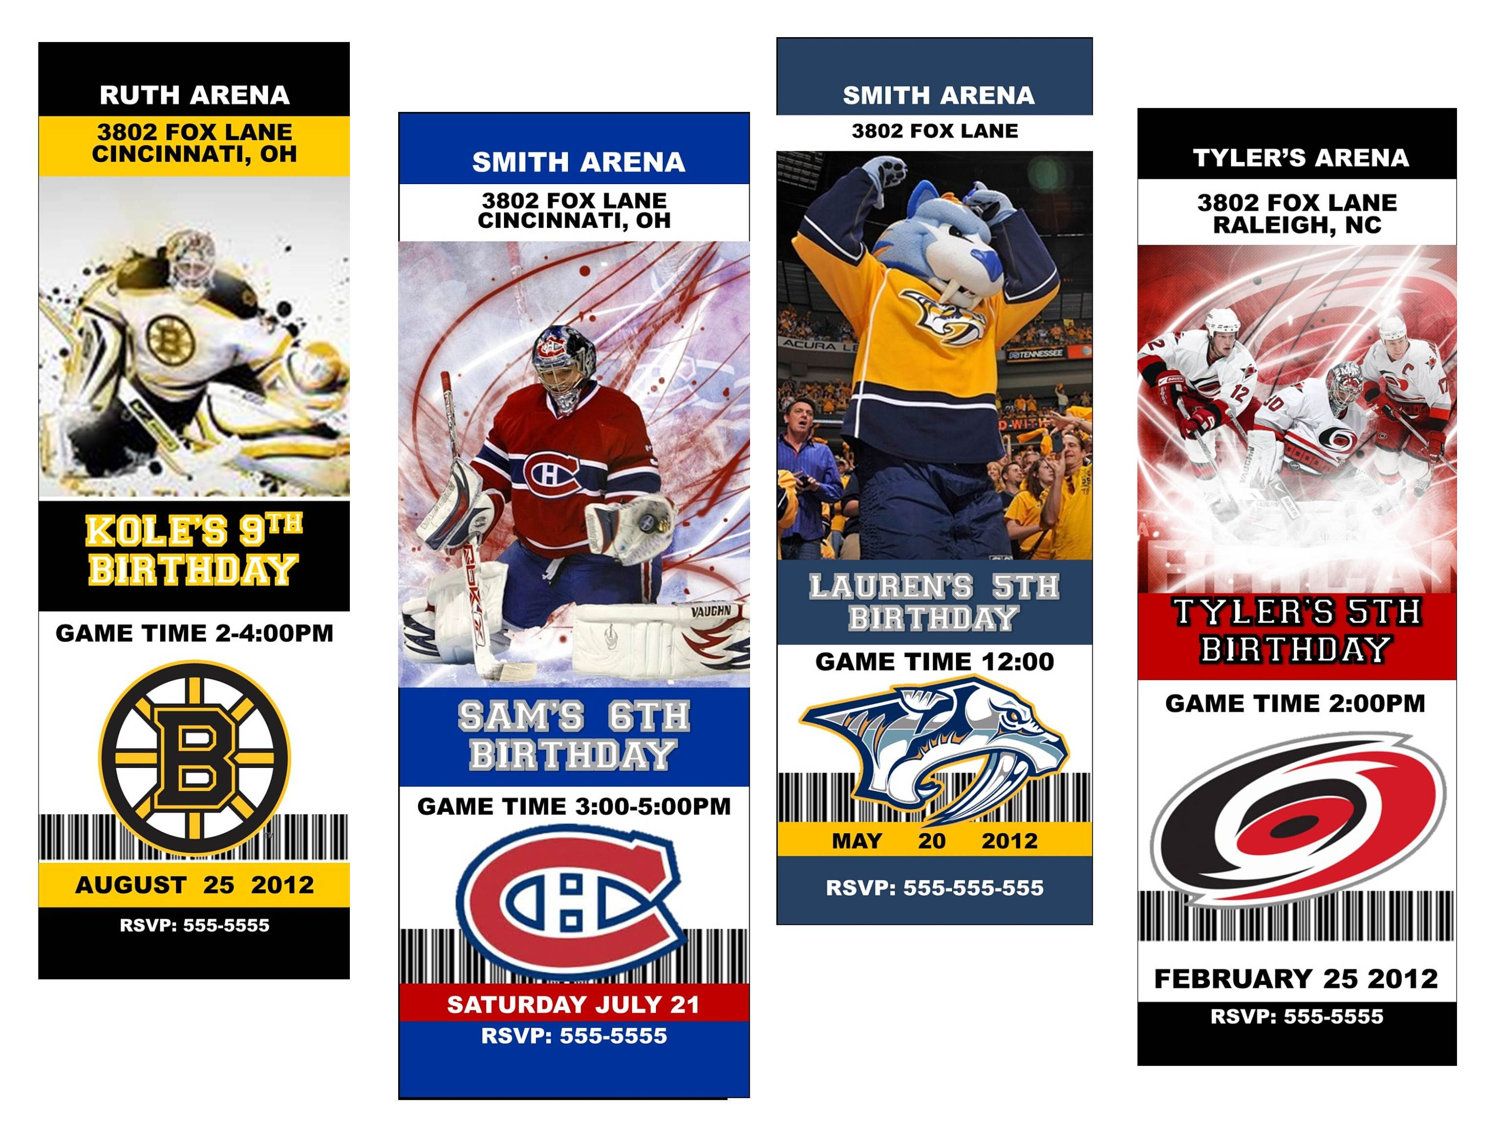 RUTH ARENA
3802 FOX LANE
CINCINNATI, OH
KOLE'S 9TH
BIRTHDAY
GAME TIME 2-4:00PM
B
AUGUST 25 2012
RSVP: 555-5555
SMITH ARENA
3802 FOX LANE
CINCINNATI, OH
VAUGHN
SAM'S 6TH
BIRTHDAY
GAME TIME 3:00-5:00PM
SATURDAY JULY 21
RSVP: 555-5555
SMITH ARENA
3802 FOX LANE
ACURA
TENNESSEE
LAUREN'S 5TH
BIRTHDAY
GAME TIME 12:00
MAY 20 2012
RSVP: 555-555-555
TYLER'S ARENA
3802 FOX LANE
RALEIGH, NC
12
C
TYLER'S 5TH
BIRTHDAY
GAME TIME 2:00PM
FEBRUARY 25 2012
RSVP: 555-5555